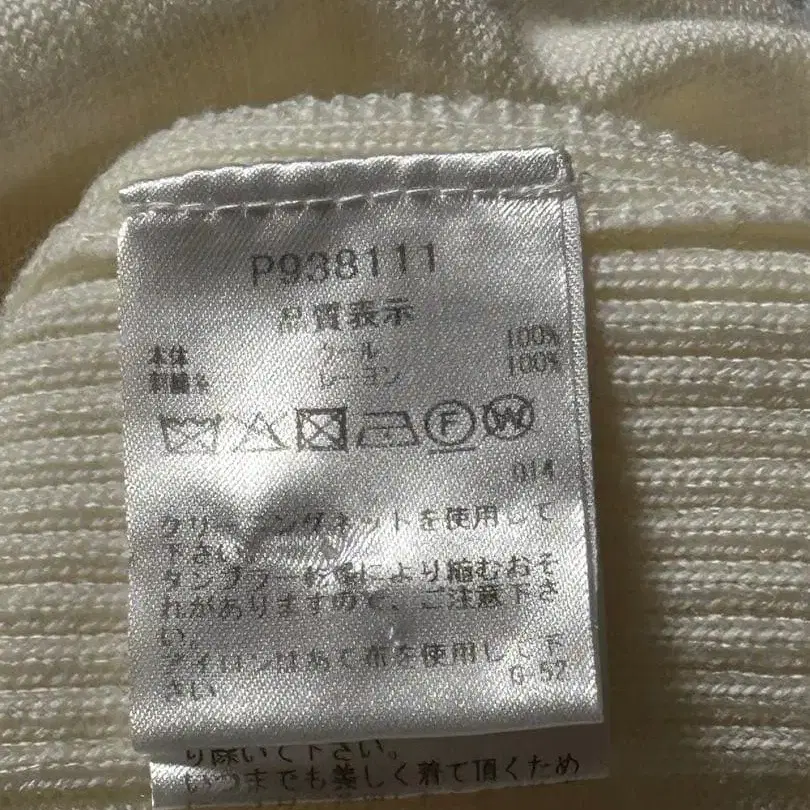 P938111
品質表示
本体 ウール 100%
刺繍糸 レーヨン 100%
F W
014
クリーニングネットを使用して
下さい。
タンブラー乾燥により縮むおそ
れがありますので、ご注意下さ
い。
アイロンはあて布を使用して下
さい
G-52
り除いて下さい。
いつまでも美しく着て頂くため